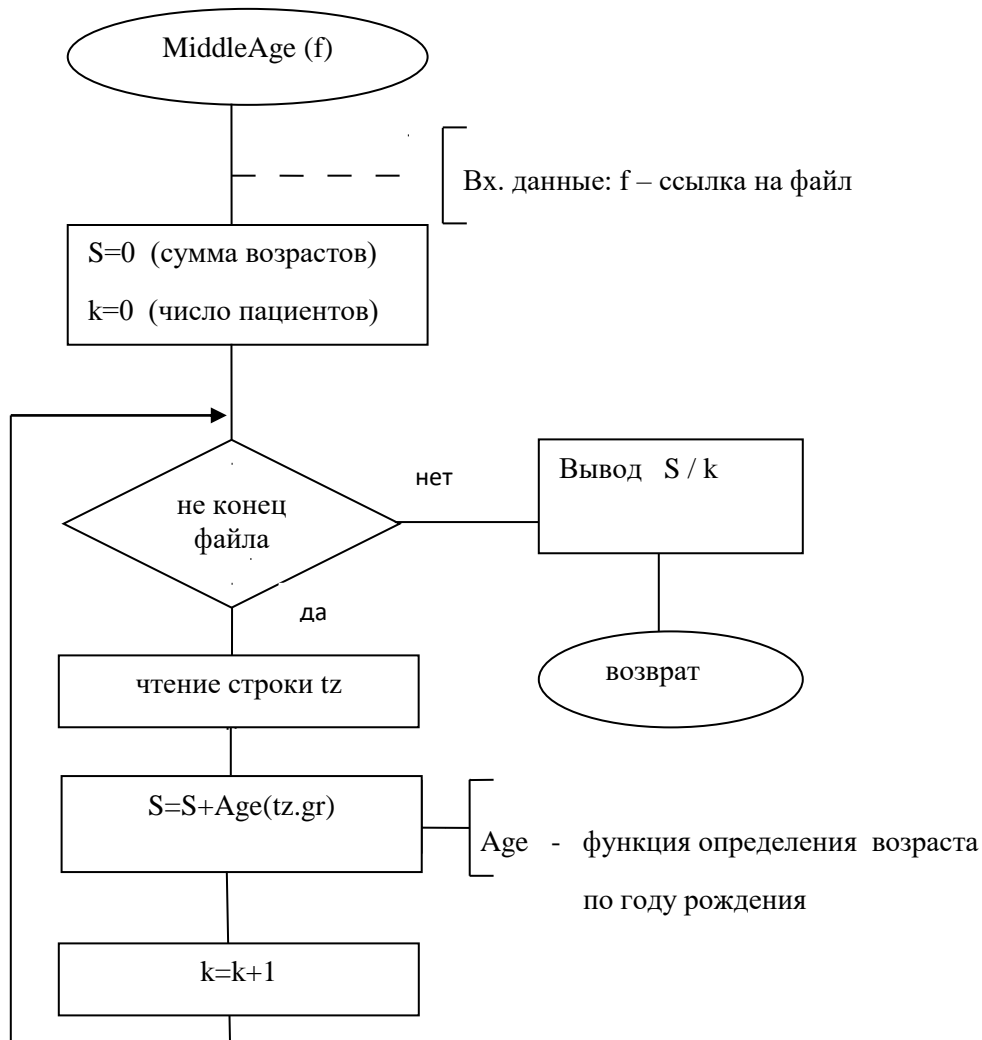 MiddleAge (f)
Вх. данные: f – ссылка на файл
S=0 (сумма возрастов)
k=0 (число пациентов)
не конец
файла
нет
Вывод S / k
да
чтение строки tz
возврат
S=S+Age(tz.gr)
Age - функция определения возраста
по году рождения
k=k+1